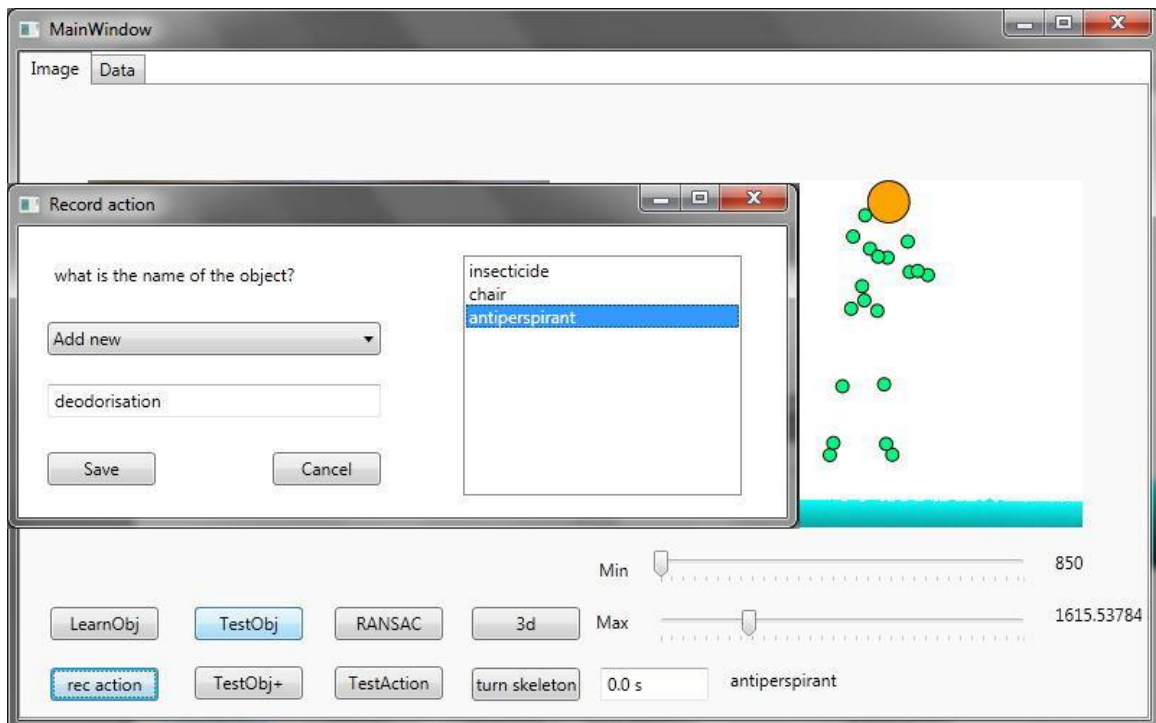 MainWindow
Image Data
Record action
what is the name of the object?
Add new
deodorisation
Save Cancel
insecticide
chair
antiperspirant
Min 850
LearnObj TestObj RANSAC 3d Max 1615.53784
rec action TestObj+ TestAction turn skeleton 0.0 s antiperspirant